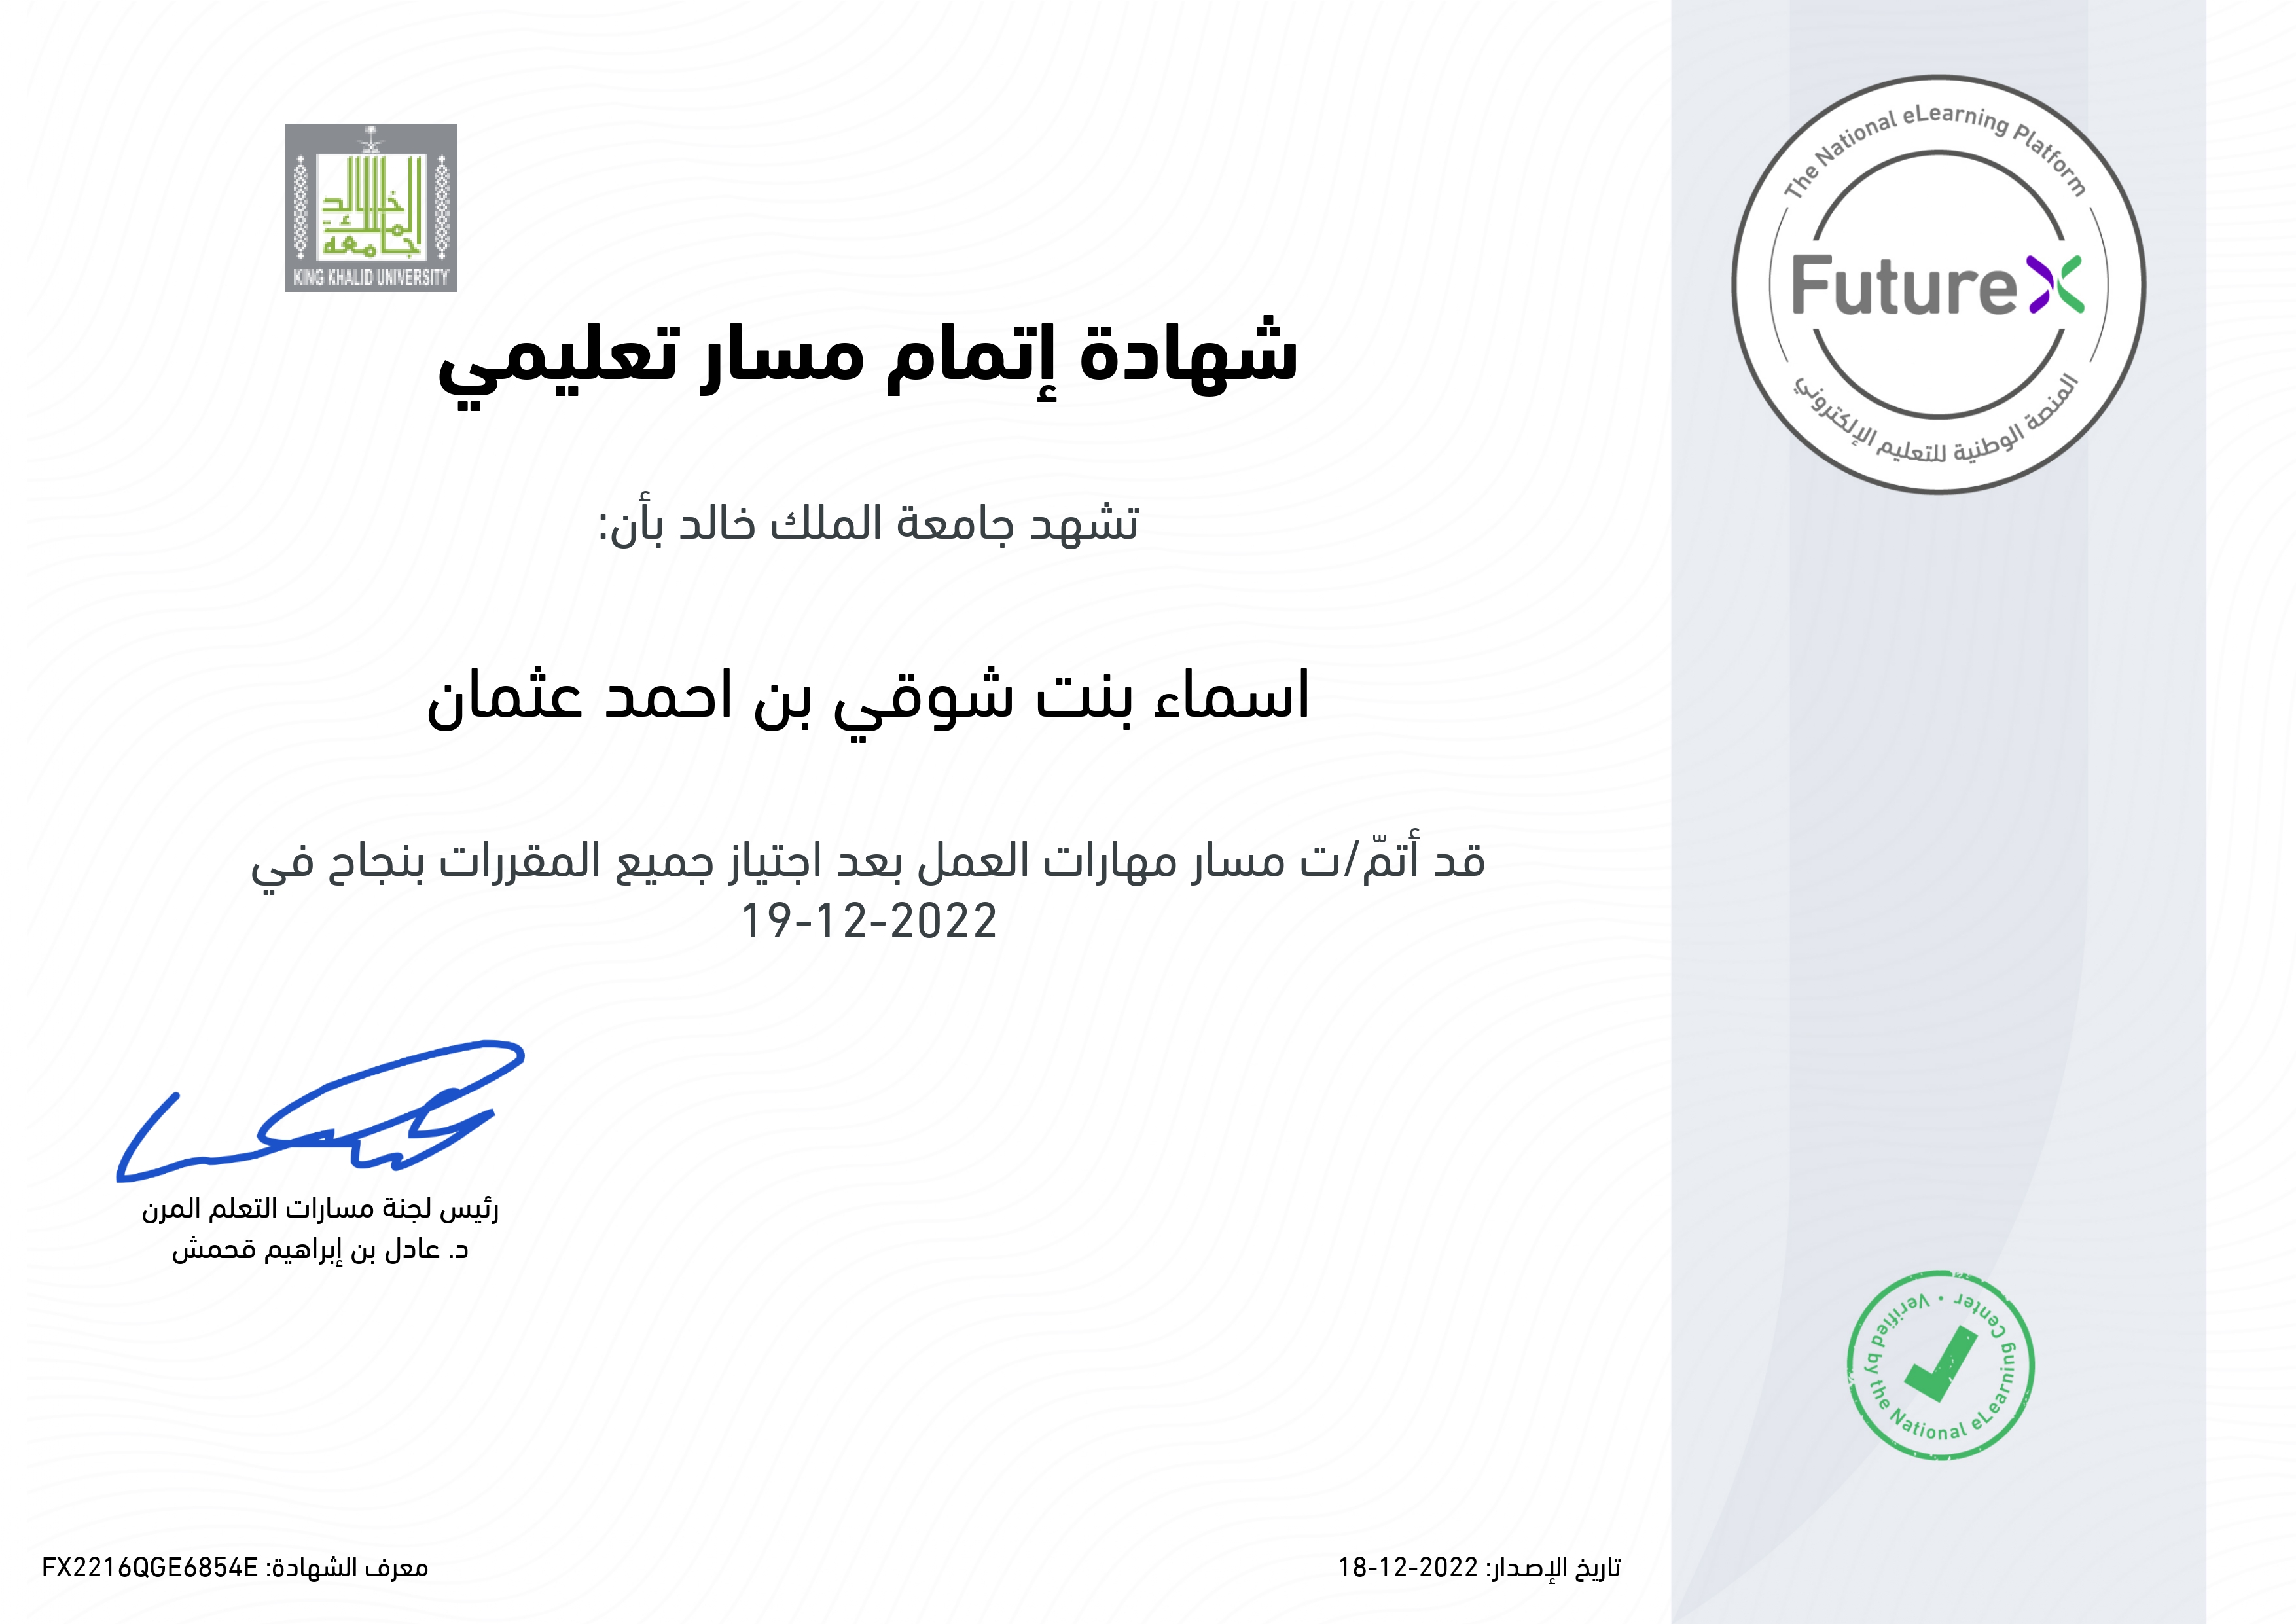 جامعة
الملك
خالد
KING KHALID UNIVERSITY
The National eLearning Platform
FutureX
المنصة الوطنية للتعليم الإلكتروني
شهادة إتمام مسار تعليمي
تشهد جامعة الملك خالد بأن:
اسماء بنت شوقي بن احمد عثمان
قد أتمّ/ت مسار مهارات العمل بعد اجتياز جميع المقررات بنجاح في
19-12-2022
رئيس لجنة مسارات التعلم المرن
د. عادل بن إبراهيم قحمش
Verified by the National eLearning Center •
تاريخ الإصدار: 18-12-2022
معرف الشهادة: FX2216QGE6854E